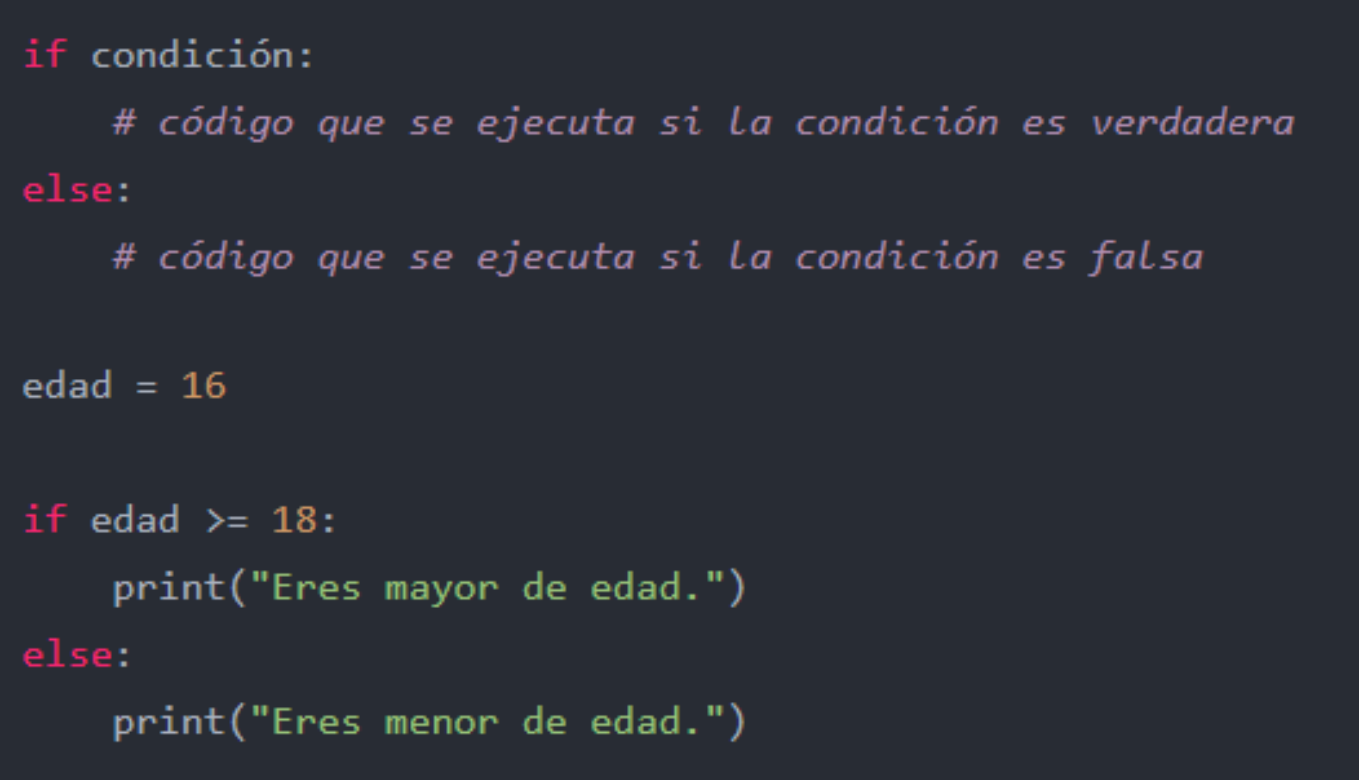 if condición:
    # código que se ejecuta si la condición es verdadera
else:
    # código que se ejecuta si la condición es falsa
edad = 16
if edad >= 18:
    print("Eres mayor de edad.")
else:
    print("Eres menor de edad.")